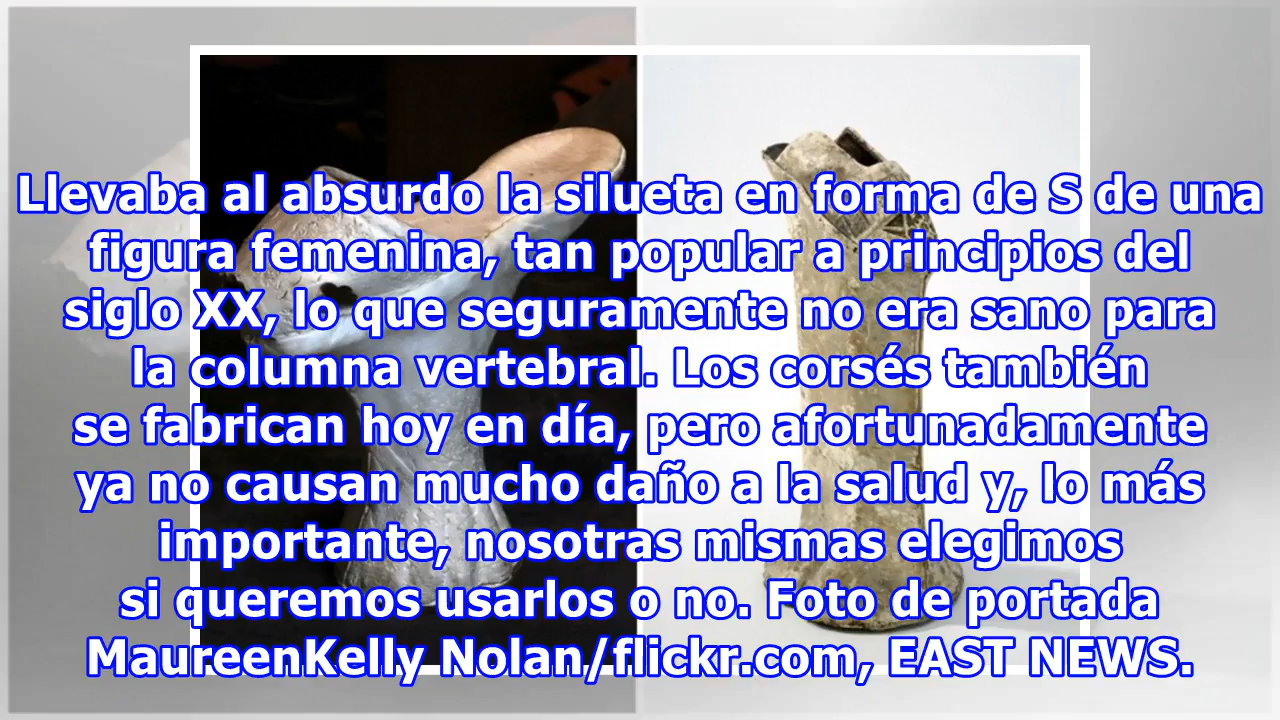 Llevaba al absurdo la silueta en forma de S de una
figura femenina, tan popular a principios del
siglo XX, lo que seguramente no era sano para
la columna vertebral. Los corsés también
se fabrican hoy en día, pero afortunadamente
ya no causan mucho daño a la salud y, lo más
importante, nosotras mismas elegimos
si queremos usarlos o no. Foto de portada
MaureenKelly Nolan/flickr.com, EAST NEWS.